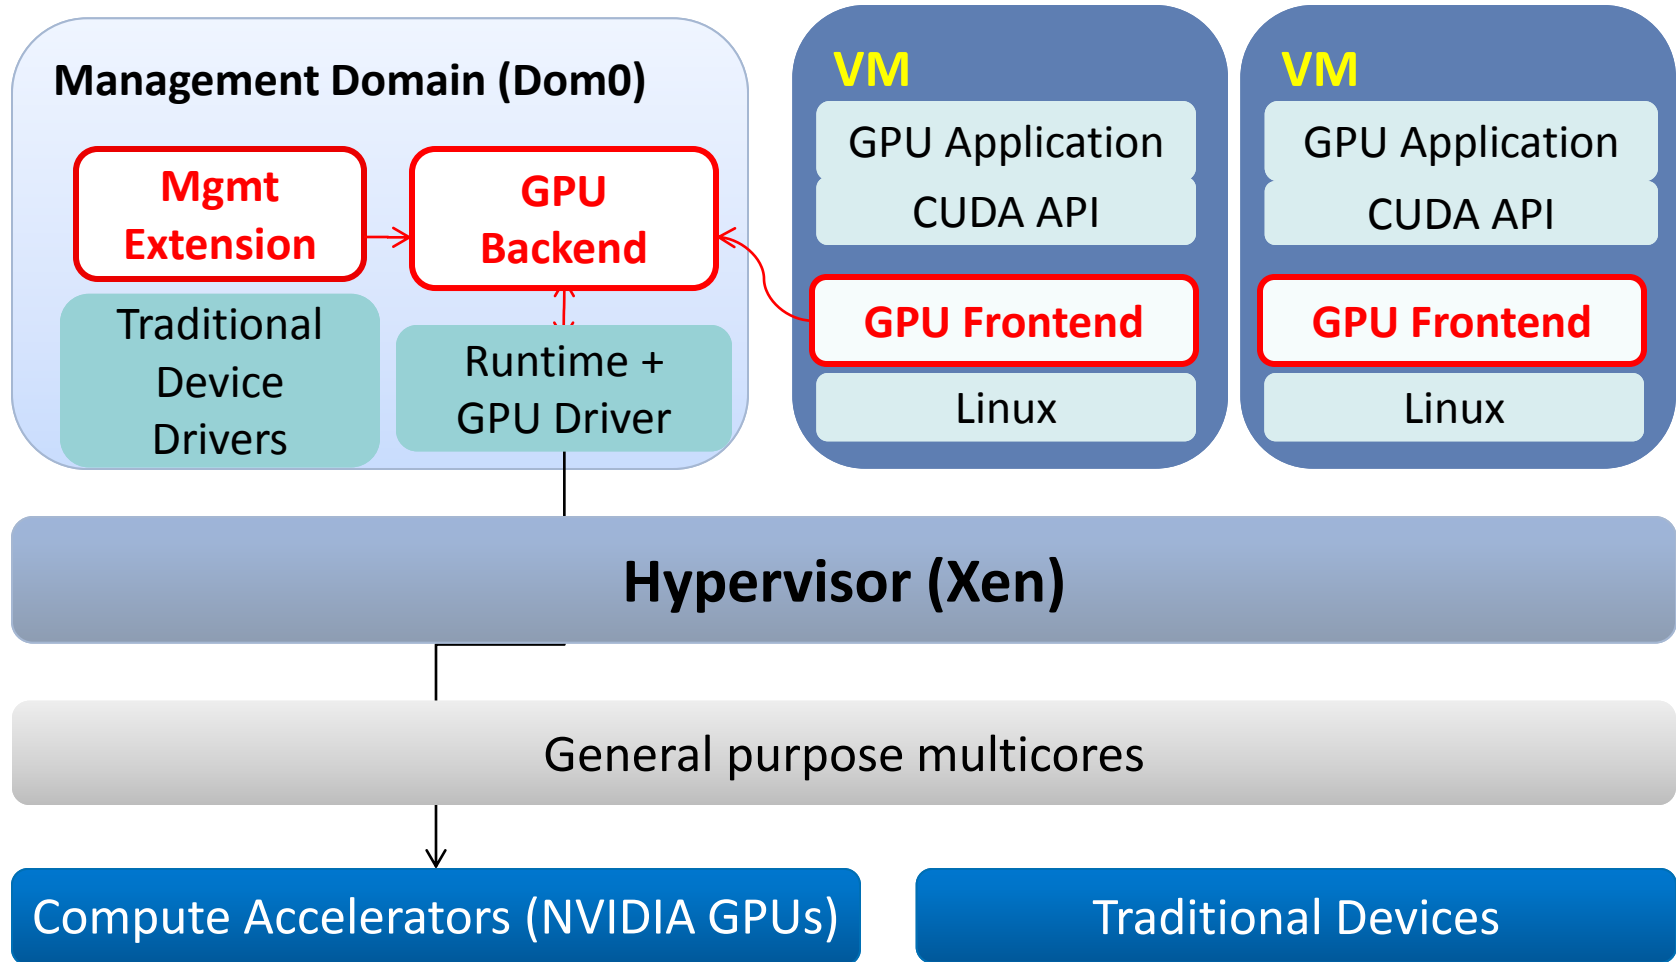 Management Domain (Dom0)
Mgmt
Extension
GPU
Backend
Traditional
Device
Drivers
Runtime +
GPU Driver
VM
GPU Application
CUDA API
GPU Frontend
Linux
VM
GPU Application
CUDA API
GPU Frontend
Linux
Hypervisor (Xen)
General purpose multicores
Compute Accelerators (NVIDIA GPUs)
Traditional Devices